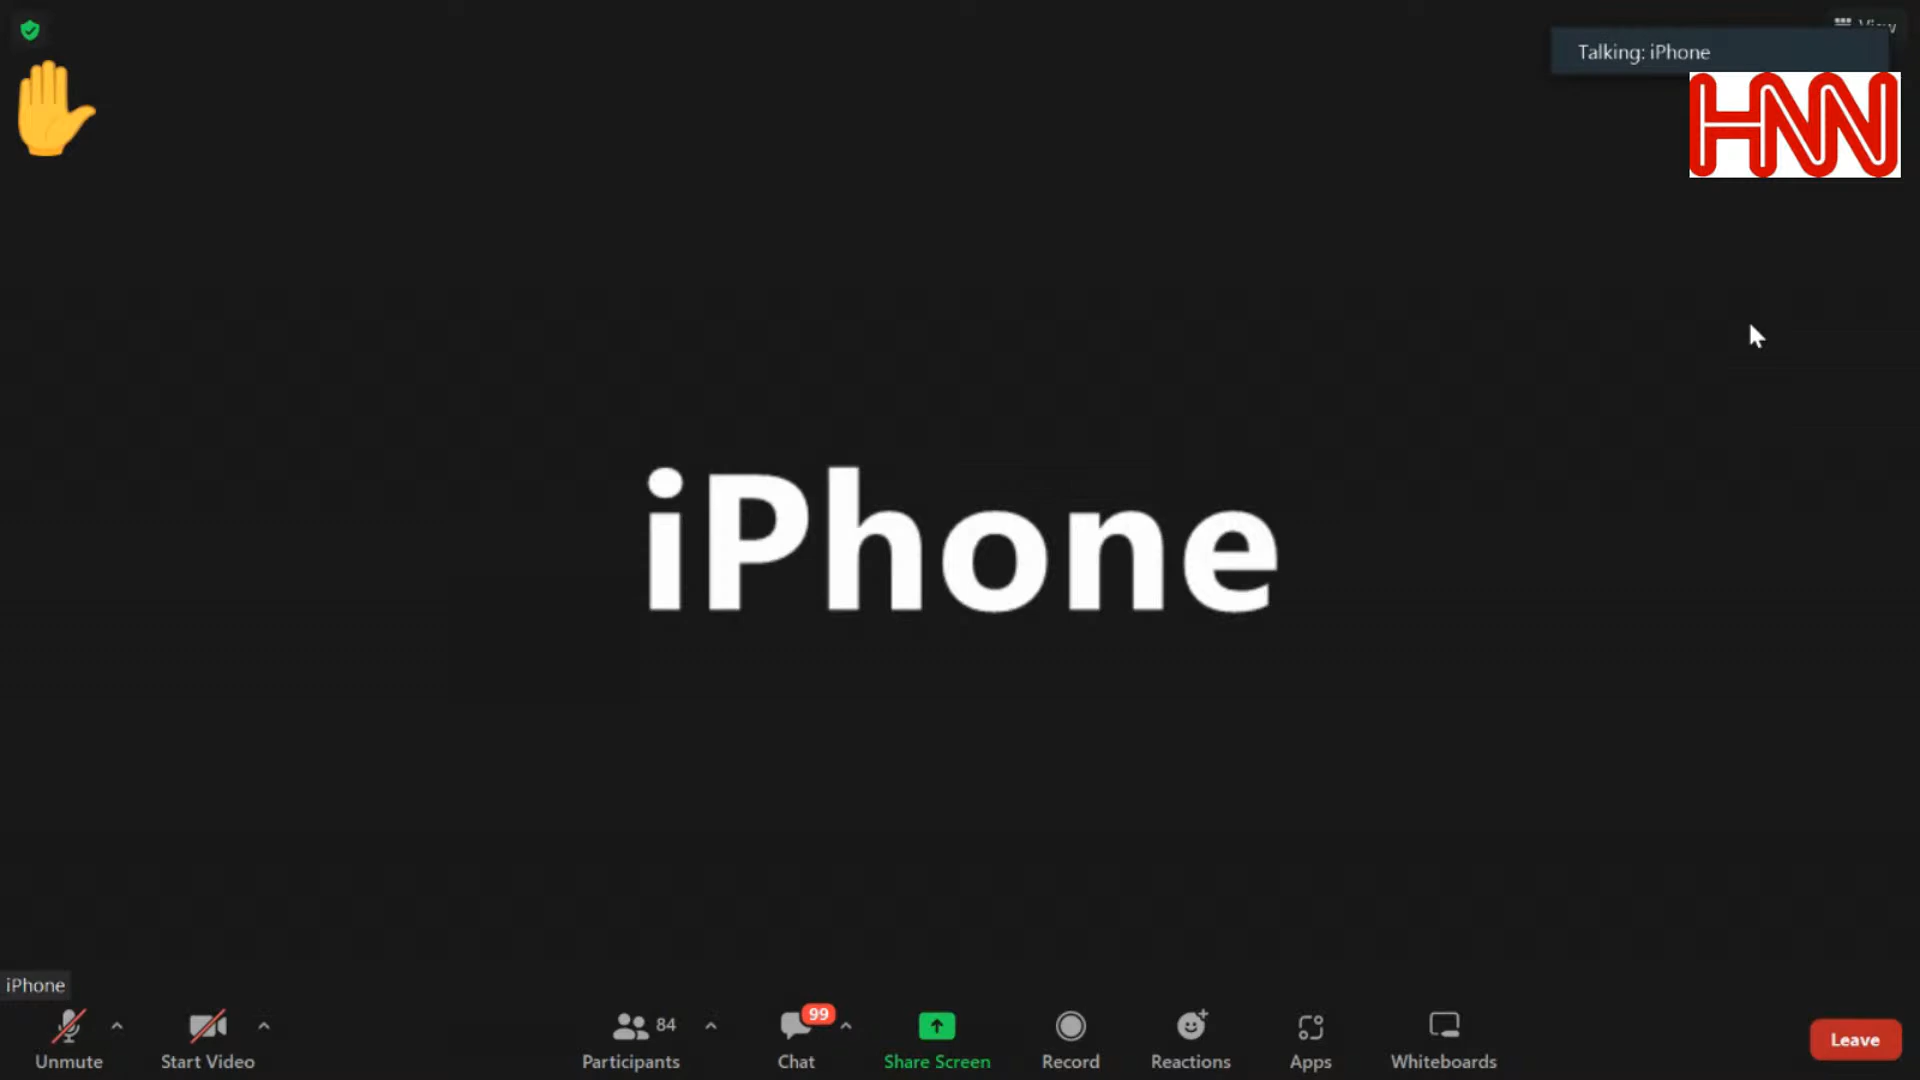 View
Talking: iPhone
HNN
iPhone
iPhone
84
99
Unmute
Start Video
Participants
Chat
Share Screen
Record
Reactions
Apps
Whiteboards
Leave